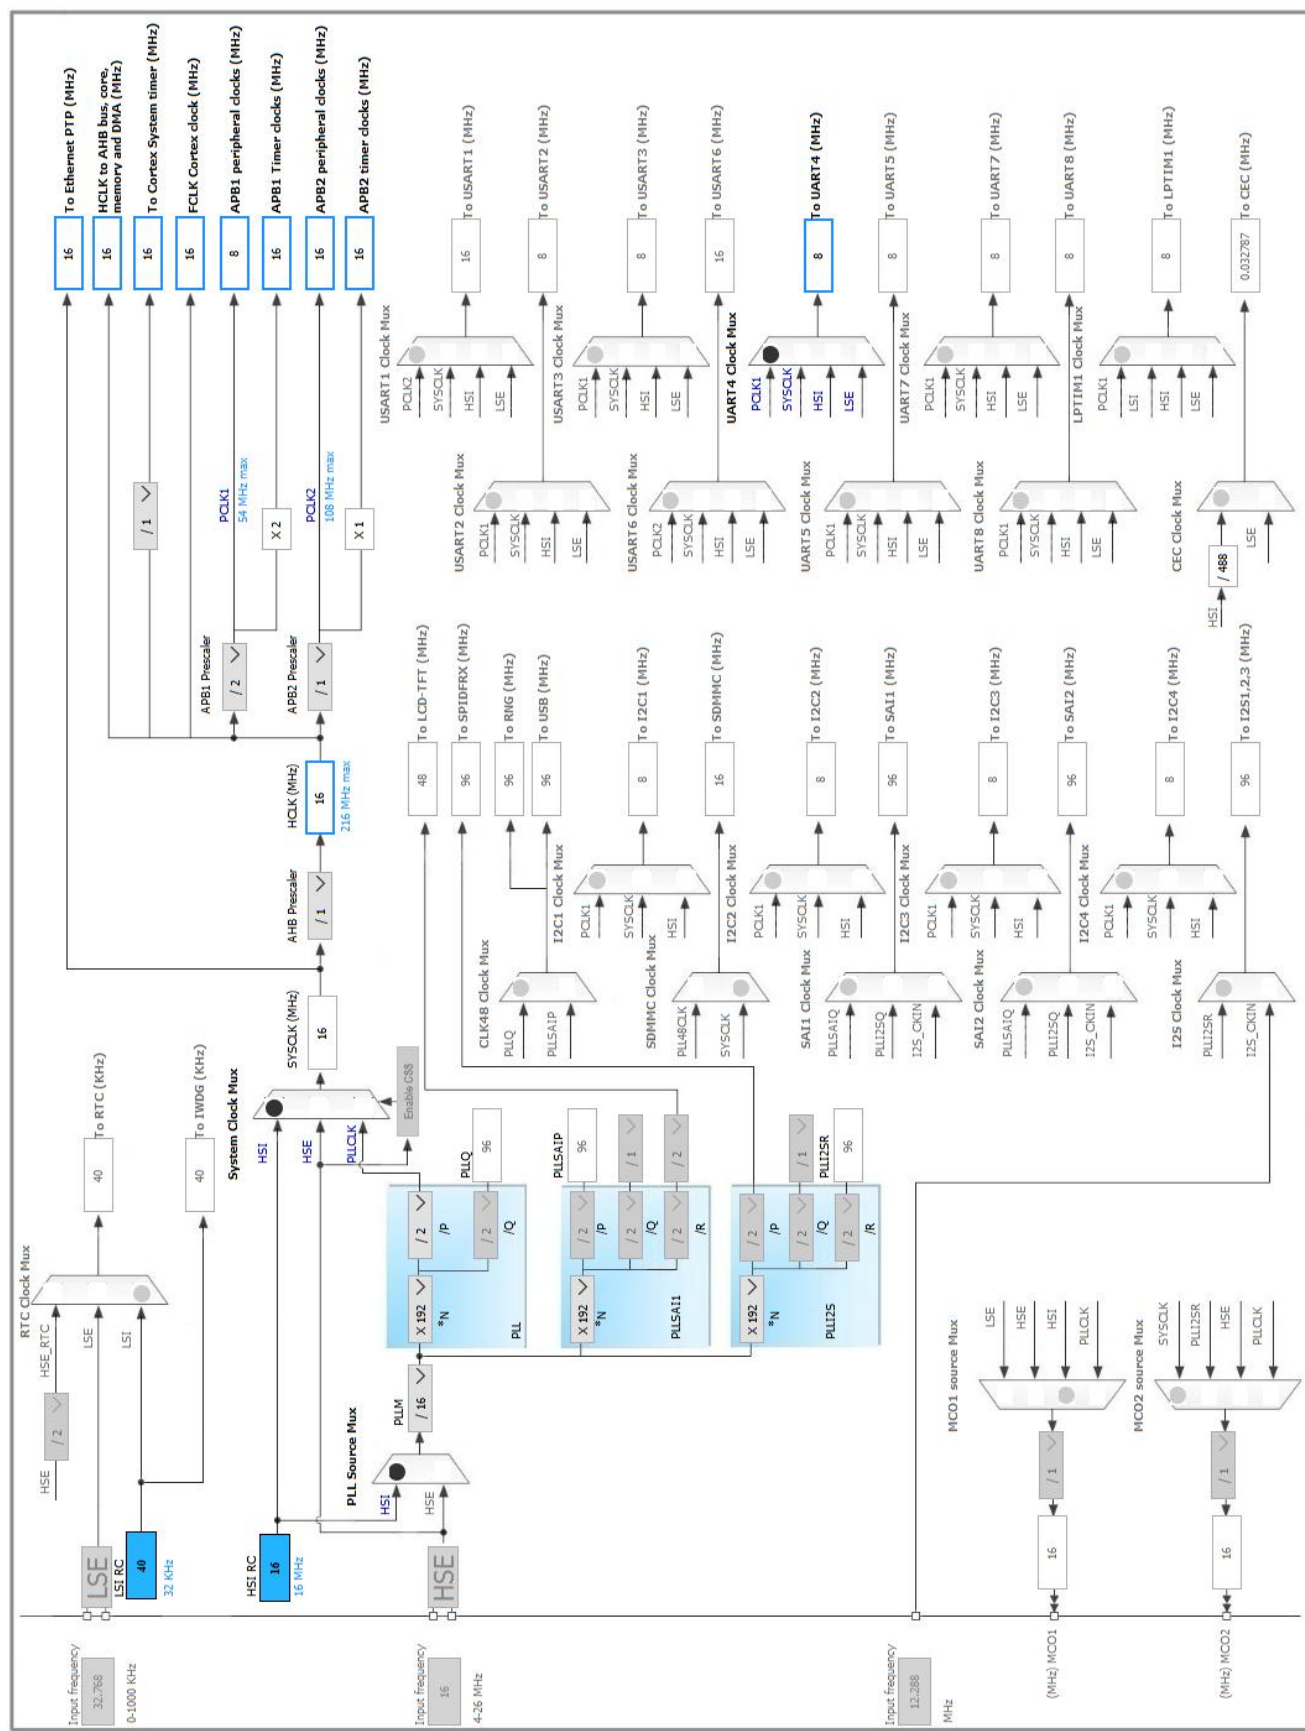 Input frequency
32.768
0-1000 KHz
LSE
LSI RC
40
32 KHz
HSE
/ 2
HSE_RTC
LSE
LSI
RTC Clock Mux
40
To RTC (KHz)
40
To IWDG (KHz)
HSI RC
16
16 MHz
Input frequency
16
4-26 MHz
HSE
PLL Source Mux
HSI
HSE
PLLM
/ 16
System Clock Mux
HSI
HSE
PLLCLK
Enable CSS
SYSCLK (MHz)
16
AHB Prescaler
/ 1
HCLK (MHz)
16
216 MHz max
APB1 Prescaler
/ 2
APB2 Prescaler
/ 1
/ 1
PCLK1
54 MHz max
X 2
PCLK2
108 MHz max
X 1
16
To Ethernet PTP (MHz)
16
HCLK to AHB bus, core,
memory and DMA (MHz)
16
To Cortex System timer (MHz)
16
FCLK Cortex clock (MHz)
8
APB1 peripheral clocks (MHz)
16
APB1 Timer clocks (MHz)
16
APB2 peripheral clocks (MHz)
16
APB2 timer clocks (MHz)
X 192
*N
/ 2
/P
/ 2
/Q
PLL
PLLQ
96
X 192
*N
/ 2
/P
/ 2
/Q
/ 2
/R
PLLSAI1
PLLSAIP
96
/ 1
/ 2
X 192
*N
/ 2
/P
/ 2
/Q
/ 2
/R
PLLI2S
/ 1
PLLI2SR
96
48
To LCD-TFT (MHz)
96
To SPIDFRX (MHz)
CLK48 Clock Mux
PLLQ
PLLSAIP
96
To RNG (MHz)
96
To USB (MHz)
I2C1 Clock Mux
PCLK1
SYSCLK
HSI
8
To I2C1 (MHz)
SDMMC Clock Mux
PLL48CLK
SYSCLK
16
To SDMMC (MHz)
I2C2 Clock Mux
PCLK1
SYSCLK
HSI
8
To I2C2 (MHz)
SAI1 Clock Mux
PLLSAIQ
PLLI2SQ
I2S_CKIN
96
To SAI1 (MHz)
I2C3 Clock Mux
PCLK1
SYSCLK
HSI
8
To I2C3 (MHz)
SAI2 Clock Mux
PLLSAIQ
PLLI2SQ
I2S_CKIN
96
To SAI2 (MHz)
I2C4 Clock Mux
PCLK1
SYSCLK
HSI
8
To I2C4 (MHz)
I2S Clock Mux
PLLI2SR
I2S_CKIN
96
To I2S1,2,3 (MHz)
USART1 Clock Mux
PCLK2
SYSCLK
HSI
LSE
16
To USART1 (MHz)
USART2 Clock Mux
PCLK1
SYSCLK
HSI
LSE
8
To USART2 (MHz)
USART3 Clock Mux
PCLK1
SYSCLK
HSI
LSE
8
To USART3 (MHz)
USART6 Clock Mux
PCLK2
SYSCLK
HSI
LSE
16
To USART6 (MHz)
UART4 Clock Mux
PCLK1
SYSCLK
HSI
LSE
8
To UART4 (MHz)
UART5 Clock Mux
PCLK1
SYSCLK
HSI
LSE
8
To UART5 (MHz)
UART7 Clock Mux
PCLK1
SYSCLK
HSI
LSE
8
To UART7 (MHz)
UART8 Clock Mux
PCLK1
SYSCLK
HSI
LSE
8
To UART8 (MHz)
LPTIM1 Clock Mux
PCLK1
LSI
HSI
LSE
8
To LPTIM1 (MHz)
CEC Clock Mux
HSI
/ 488
LSE
0.032787
To CEC (MHz)
Input frequency
12.288
MHz
MCO1 source Mux
LSE
HSE
HSI
PLLCLK
/ 1
16
(MHz) MCO1
MCO2 source Mux
SYSCLK
PLLI2SR
HSE
PLLCLK
/ 1
16
(MHz) MCO2